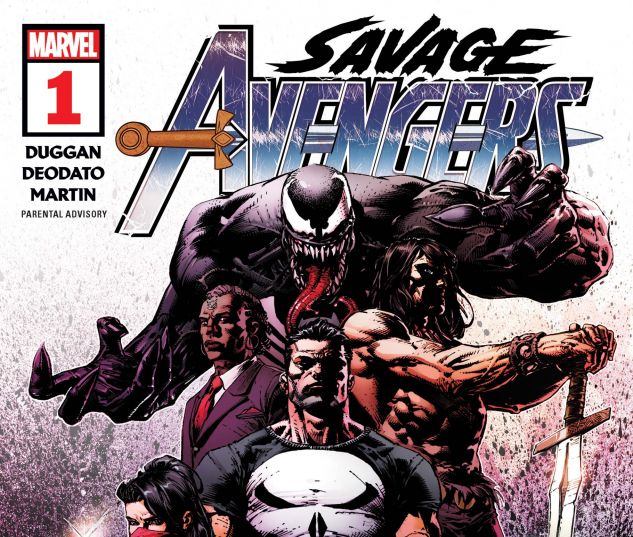 MARVEL
1
DUGGAN
DEODATO
MARTIN
PARENTAL ADVISORY
SAVAGE
AVENGERS